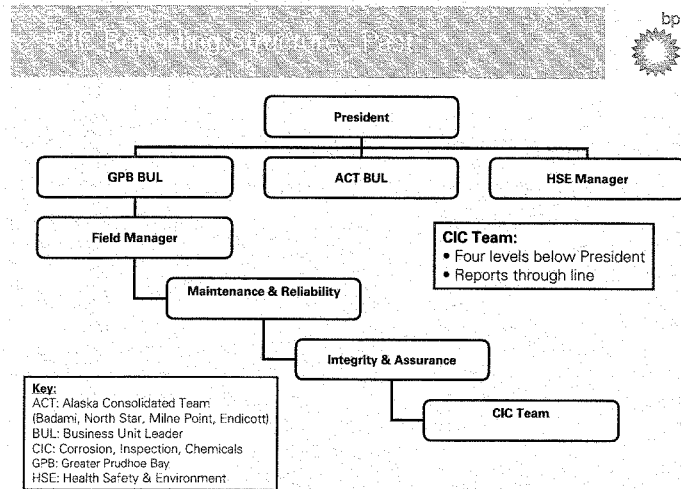 bp
CIC Reporting Structure - Past
President
GPB BUL
ACT BUL
HSE Manager
Field Manager
CIC Team:
• Four levels below President
• Reports through line
Maintenance & Reliability
Integrity & Assurance
CIC Team
Key:
ACT: Alaska Consolidated Team
(Badami, North Star, Milne Point, Endicott)
BUL: Business Unit Leader
CIC: Corrosion, Inspection, Chemicals
GPB: Greater Prudhoe Bay
HSE: Health Safety & Environment